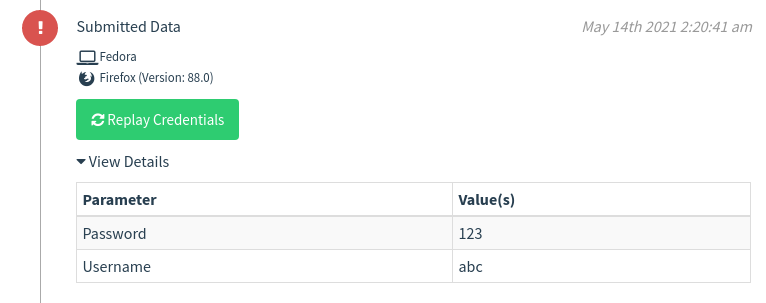 Submitted Data
May 14th 2021 2:20:41 am
Fedora
Firefox (Version: 88.0)
Replay Credentials
View Details
Parameter Value(s)
Password 123
Username abc